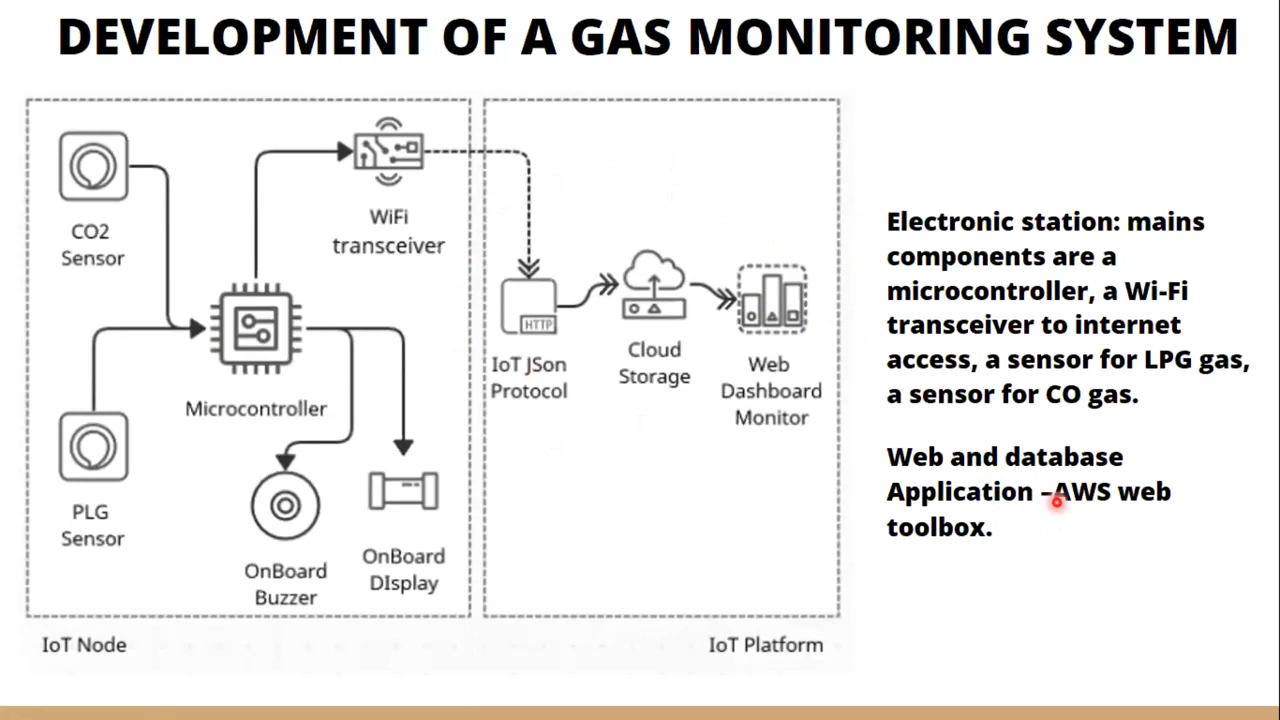 DEVELOPMENT OF A GAS MONITORING SYSTEM
CO2
Sensor
WiFi
transceiver
Microcontroller
PLG
Sensor
OnBoard
Buzzer
OnBoard
DIsplay
IoT Node
HTTP
IoT JSon
Protocol
Cloud
Storage
Web
Dashboard
Monitor
IoT Platform
Electronic station: mains
components are a
microcontroller, a Wi-Fi
transceiver to internet
access, a sensor for LPG gas,
a sensor for CO gas.
Web and database
Application –AWS web
toolbox.